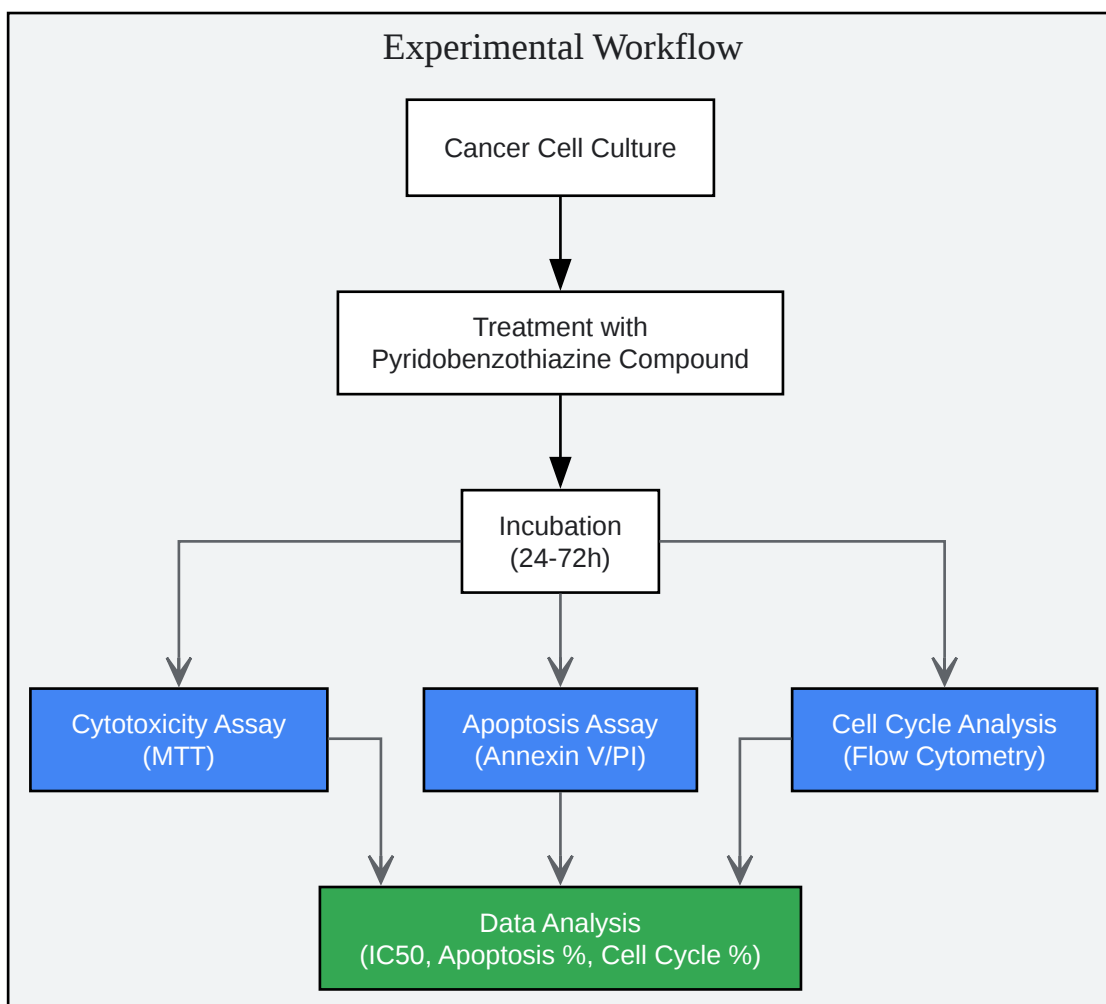 Experimental Workflow
Cancer Cell Culture
Treatment with
Pyridobenzothiazine Compound
Incubation
(24-72h)
Cytotoxicity Assay
(MTT)
Apoptosis Assay
(Annexin V/PI)
Cell Cycle Analysis
(Flow Cytometry)
Data Analysis
(IC50, Apoptosis %, Cell Cycle %)